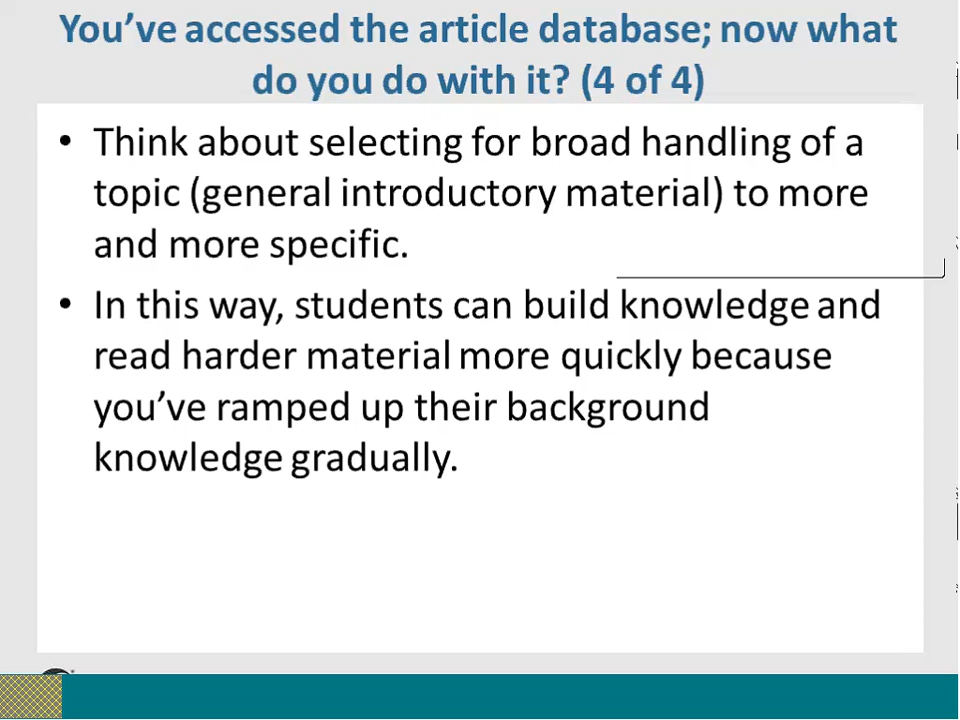 You’ve accessed the article database; now what
do you do with it? (4 of 4)
• Think about selecting for broad handling of a
topic (general introductory material) to more
and more specific.
• In this way, students can build knowledge and
read harder material more quickly because
you’ve ramped up their background
knowledge gradually.